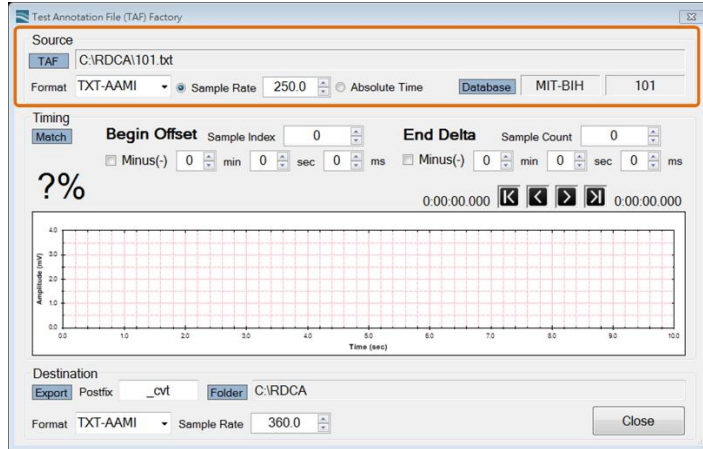 Test Annotation File (TAF) Factory
Source
TAF C:\RDCA\101.txt
Format TXT-AAMI Sample Rate 250.0 Absolute Time Database MIT-BIH 101
Timing
Match Begin Offset Sample Index 0 End Delta Sample Count 0
Minus(-) 0 min 0 sec 0 ms Minus(-) 0 min 0 sec 0 ms
?%
0:00:00.000 0:00:00.000
4.0
3.0
2.0
1.0
0.0
Amplitude (mV)
0.0 1.0 2.0 3.0 4.0 5.0 6.0 7.0 8.0 9.0 10.0
Time (sec)
Destination
Export Postfix _cvt Folder C:\RDCA
Format TXT-AAMI Sample Rate 360.0 Close